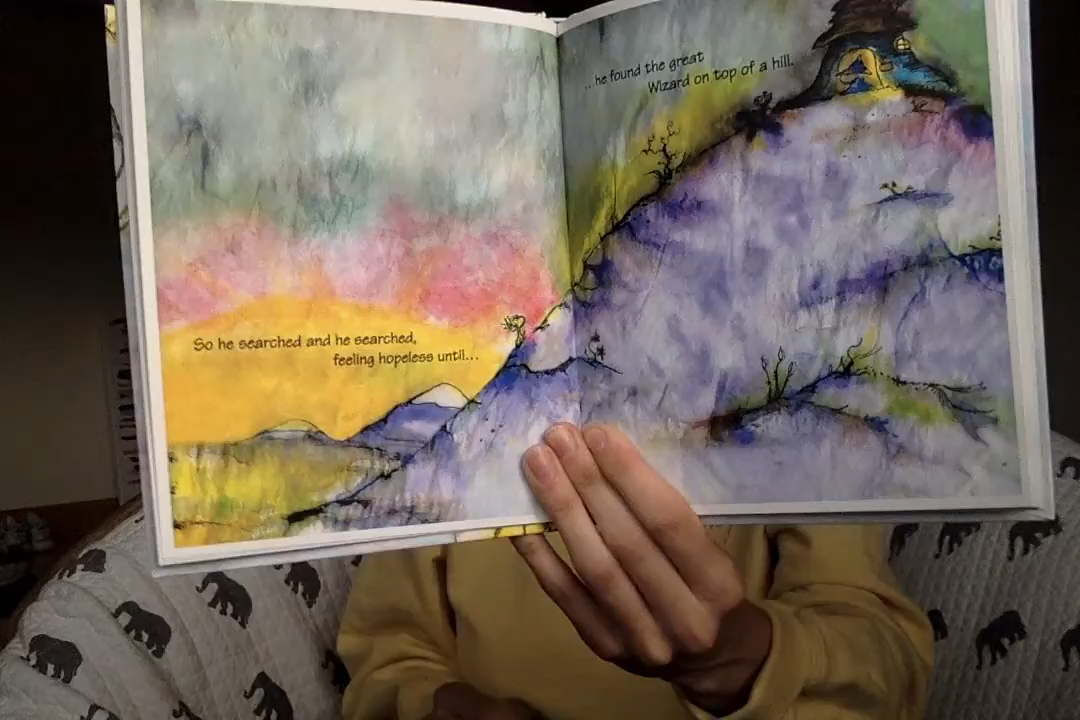 So he searched and he searched,
feeling hopeless until...
...he found the great
Wizard on top of a hill.